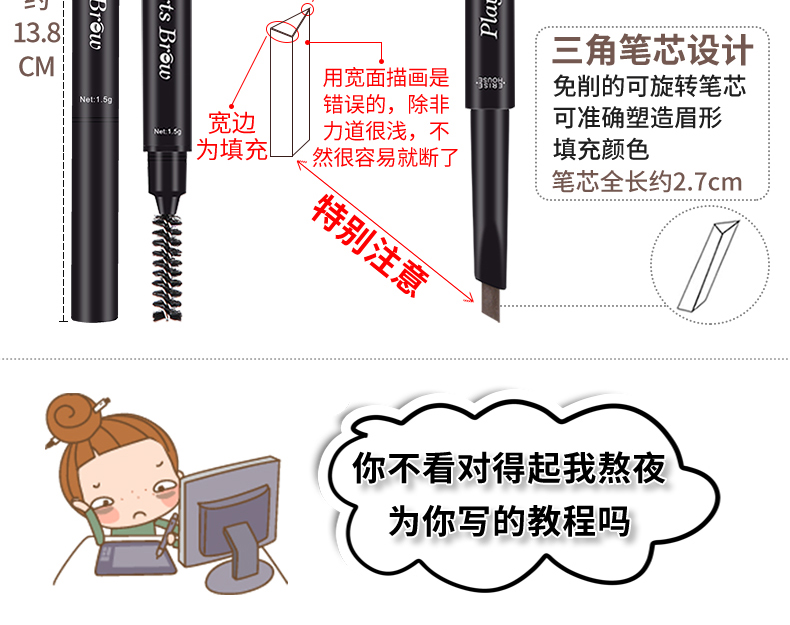 约
13.8
CM
Brow
Net:1.5g
rts Brow
Net:1.5g
宽边
为填充
用宽面描画是
错误的，除非
力道很浅，不
然很容易就断了
特别注意
Play
ERISE
HOUSE
三角笔芯设计
免削的可旋转笔芯
可准确塑造眉形
填充颜色
笔芯全长约2.7cm
你不看对得起我熬夜
为你写的教程吗